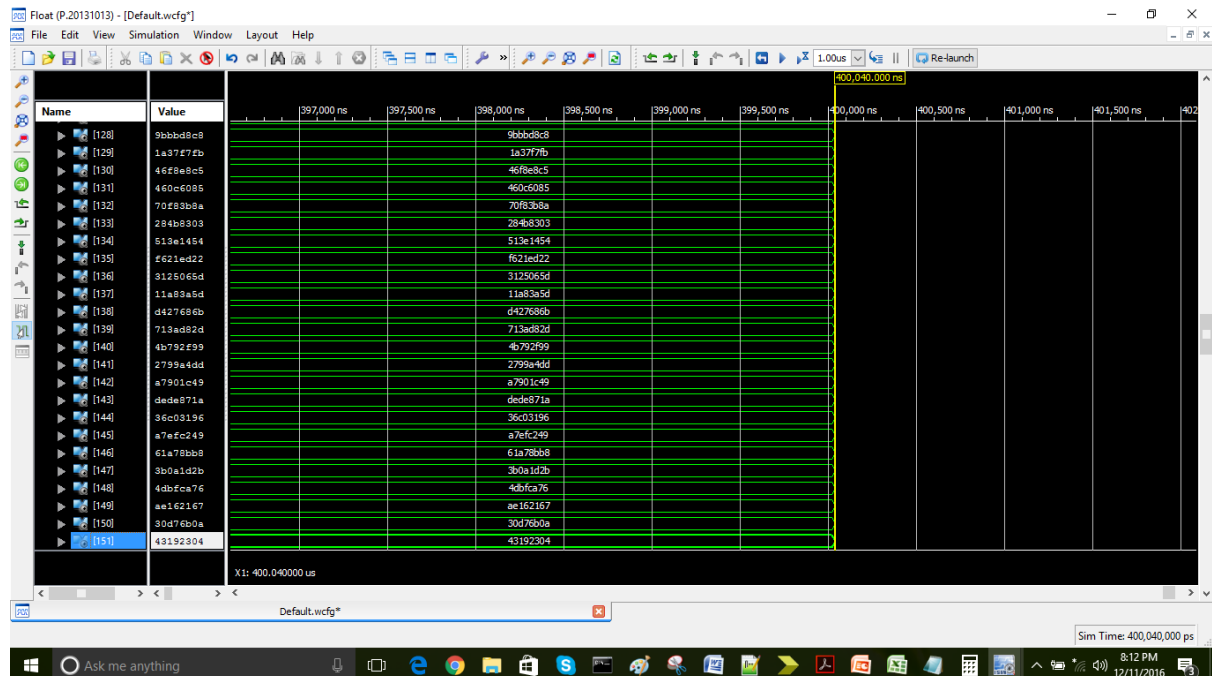 Float (P.20131013) - [Default.wcfg*]
File Edit View Simulation Window Layout Help
1.00us Re-launch
400,040.000 ns
Name Value 397,000 ns 397,500 ns 398,000 ns 398,500 ns 399,000 ns 399,500 ns 400,000 ns 400,500 ns 401,000 ns 401,500 ns 402
[128] 9bbbd8c8 9bbbd8c8
[129] 1a37f7fb 1a37f7fb
[130] 46f8e8c5 46f8e8c5
[131] 460c6085 460c6085
[132] 70f83b8a 70f83b8a
[133] 284b8303 284b8303
[134] 513e1454 513e1454
[135] f621ed22 f621ed22
[136] 3125065d 3125065d
[137] 11a83a5d 11a83a5d
[138] d427686b d427686b
[139] 713ad82d 713ad82d
[140] 4b792f99 4b792f99
[141] 2799a4dd 2799a4dd
[142] a7901c49 a7901c49
[143] dede871a dede871a
[144] 36c03196 36c03196
[145] a7efc249 a7efc249
[146] 61a78bb8 61a78bb8
[147] 3b0a1d2b 3b0a1d2b
[148] 4dbfca76 4dbfca76
[149] ae162167 ae162167
[150] 30d76b0a 30d76b0a
[151] 43192304 43192304
X1: 400.040000 us
Default.wcfg*
Sim Time: 400,040,000 ps
Ask me anything
8:12 PM
12/11/2016